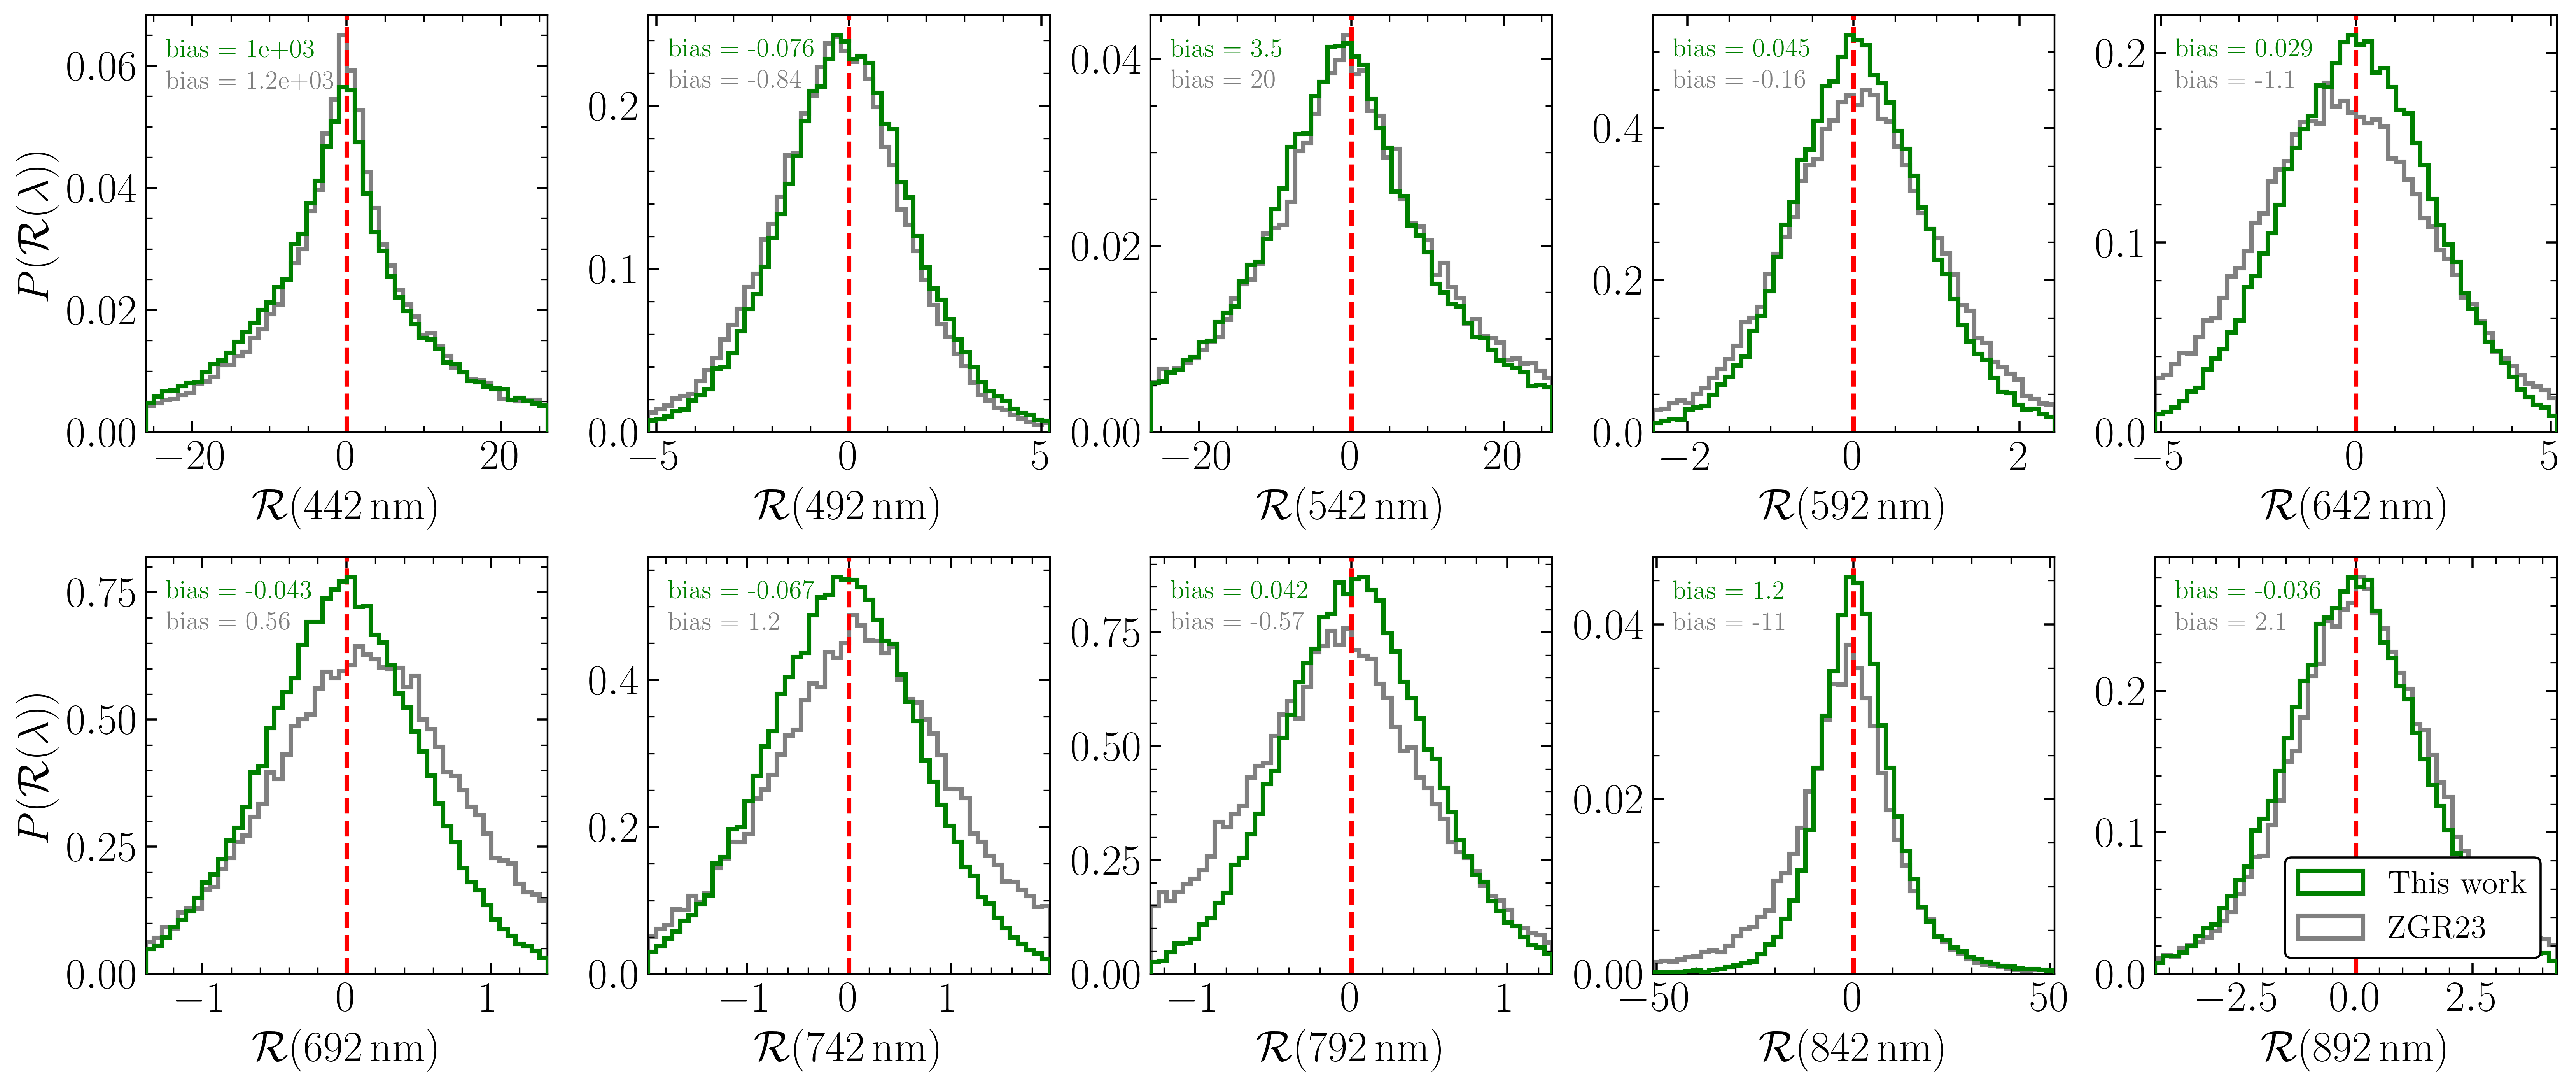 bias = 1e+03
bias = 1.2e+03
0.06
0.04
0.02
0.00
P(R(λ))
−20 0 20
R(442 nm)
bias = -0.076
bias = -0.84
0.2
0.1
0.0
−5 0 5
R(492 nm)
bias = 3.5
bias = 20
0.04
0.02
0.00
−20 0 20
R(542 nm)
bias = 0.045
bias = -0.16
0.4
0.2
0.0
−2 0 2
R(592 nm)
bias = 0.029
bias = -1.1
0.2
0.1
0.0
−5 0 5
R(642 nm)
bias = -0.043
bias = 0.56
0.75
0.50
0.25
0.00
P(R(λ))
−1 0 1
R(692 nm)
bias = -0.067
bias = 1.2
0.4
0.2
0.0
−1 0 1
R(742 nm)
bias = 0.042
bias = -0.57
0.75
0.50
0.25
0.00
−1 0 1
R(792 nm)
bias = 1.2
bias = -11
0.04
0.02
0.00
−50 0 50
R(842 nm)
bias = -0.036
bias = 2.1
0.2
0.1
0.0
This work
ZGR23
−2.5 0.0 2.5
R(892 nm)